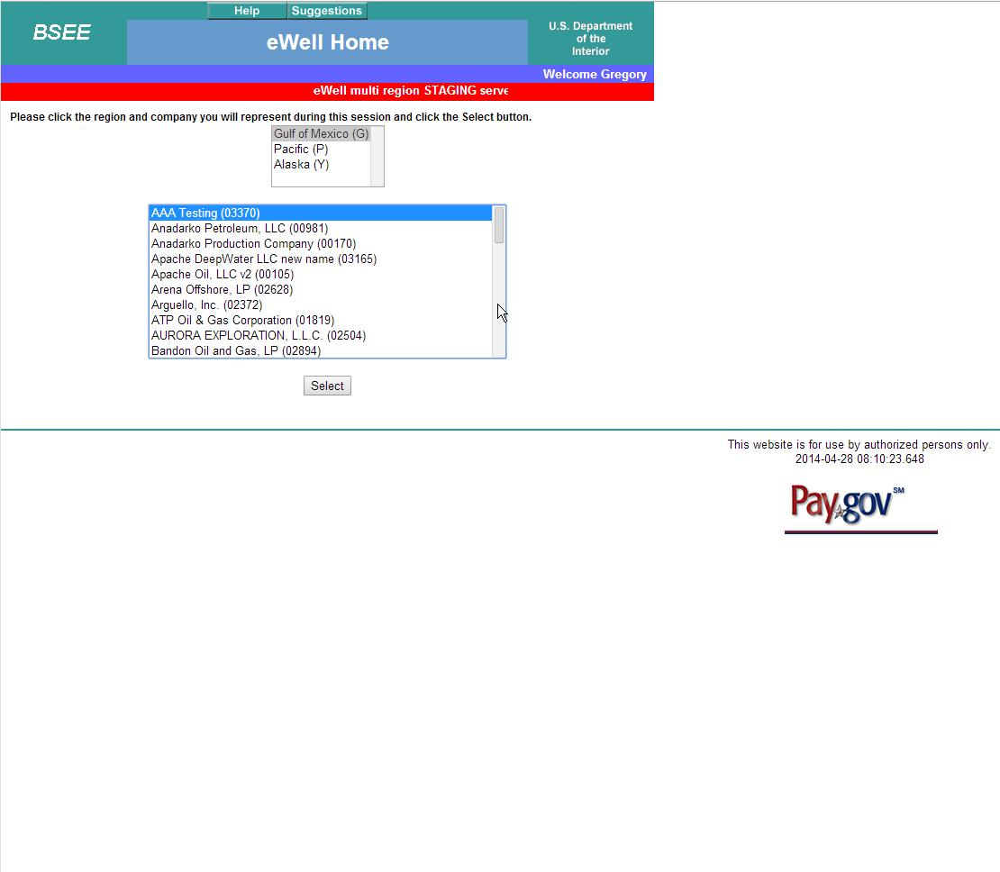 Help Suggestions
BSEE
eWell Home
U.S. Department
of the
Interior
Welcome Gregory
eWell multi region STAGING serve
Please click the region and company you will represent during this session and click the Select button.
Gulf of Mexico (G)
Pacific (P)
Alaska (Y)
AAA Testing (03370)
Anadarko Petroleum, LLC (00981)
Anadarko Production Company (00170)
Apache DeepWater LLC new name (03165)
Apache Oil, LLC v2 (00105)
Arena Offshore, LP (02628)
Arguello, Inc. (02372)
ATP Oil & Gas Corporation (01819)
AURORA EXPLORATION, L.L.C. (02504)
Bandon Oil and Gas, LP (02894)
Select
This website is for use by authorized persons only.
2014-04-28 08:10:23.648
Pay.gov SM